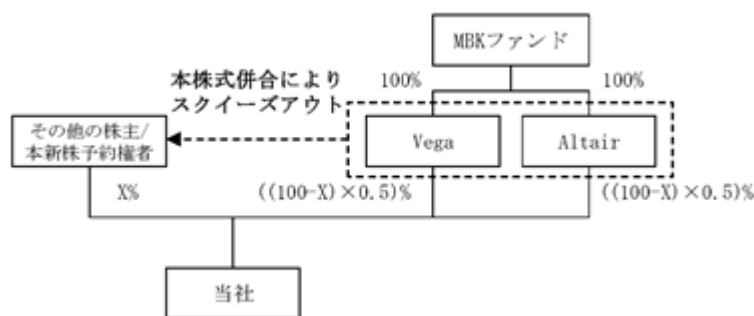 MBKファンド
本株式併合により
スクイーズアウト
100%
100%
その他の株主/
本新株予約権者
Vega
Altair
X%
((100-X)×0.5)%
((100-X)×0.5)%
当社